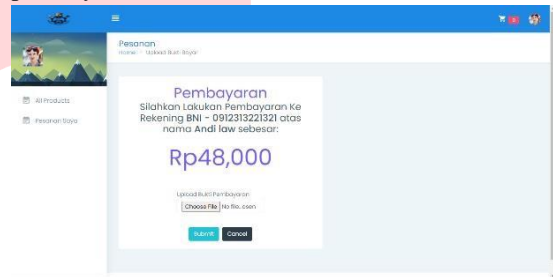 Pesanan
Home Upload Bukti Bayar
All Products
Pesanan Saya
Pembayaran
Silahkan Lakukan Pembayaran Ke
Rekening BNI - 0912313221321 atas
nama Andi law sebesar:
Rp48,000
Upload Bukti Pembayaran
Choose File No file
Submit Cancel